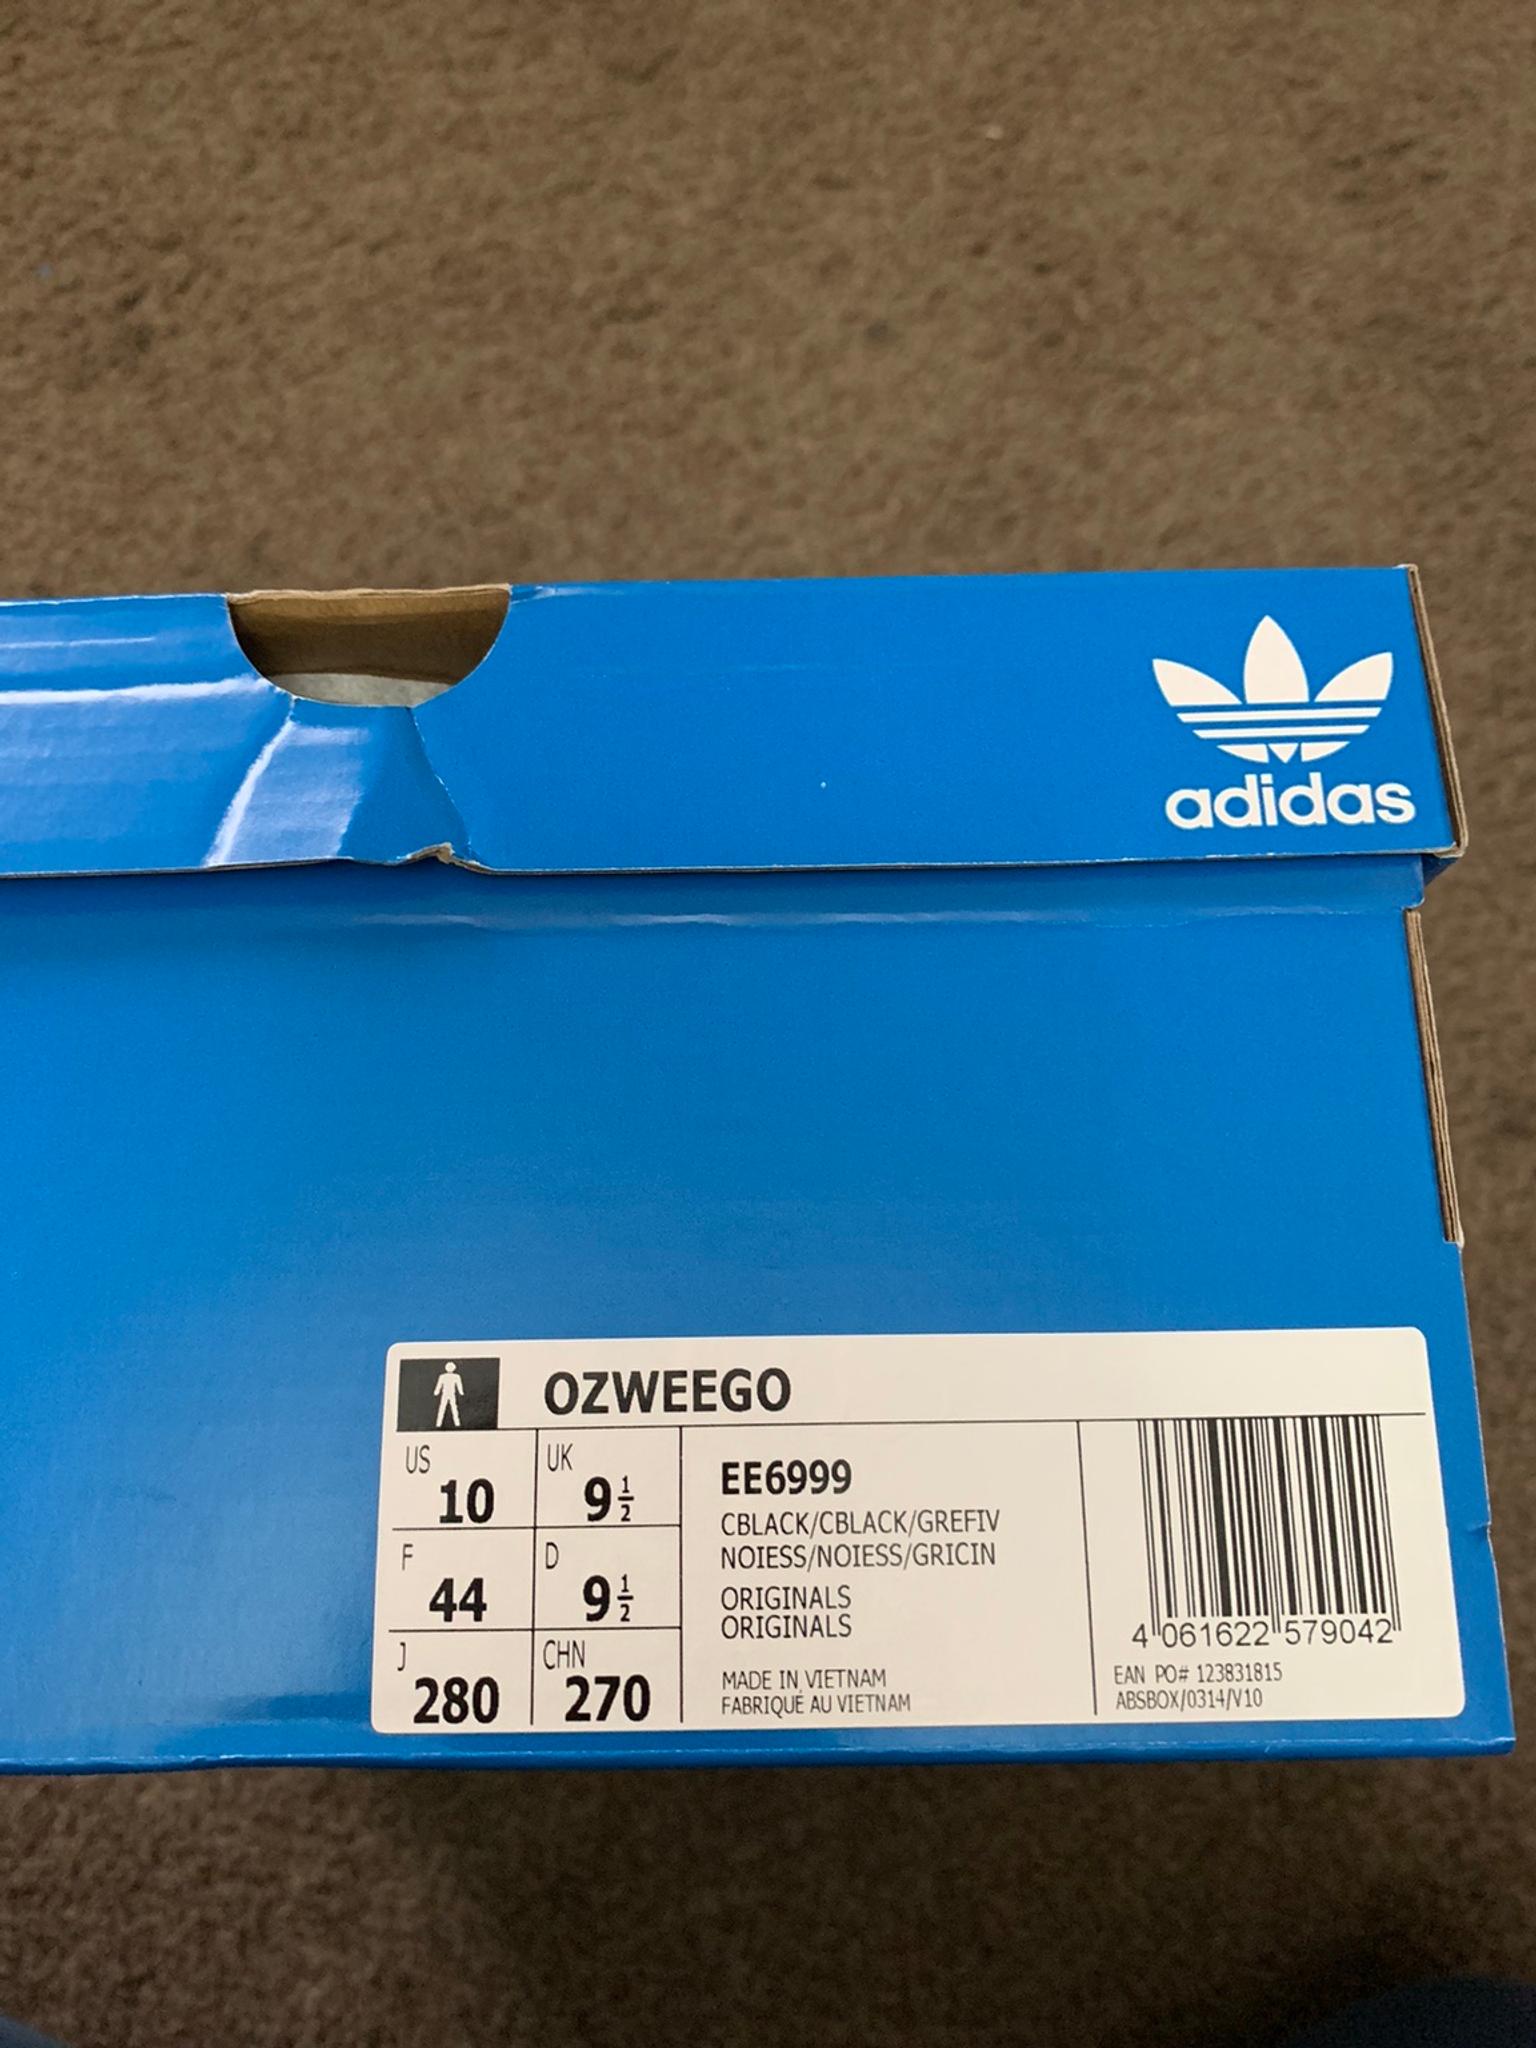 adidas
OZWEEGO
US
10
UK
9 1/2
F
44
D
9 1/2
J
280
CHN
270
EE6999
CBLACK/CBLACK/GREFIV
NOIESS/NOIESS/GRICIN
ORIGINALS
ORIGINALS
MADE IN VIETNAM
FABRIQUÉ AU VIETNAM
4 061622 579042
EAN PO# 123831815
ABSBOX/0314/V10